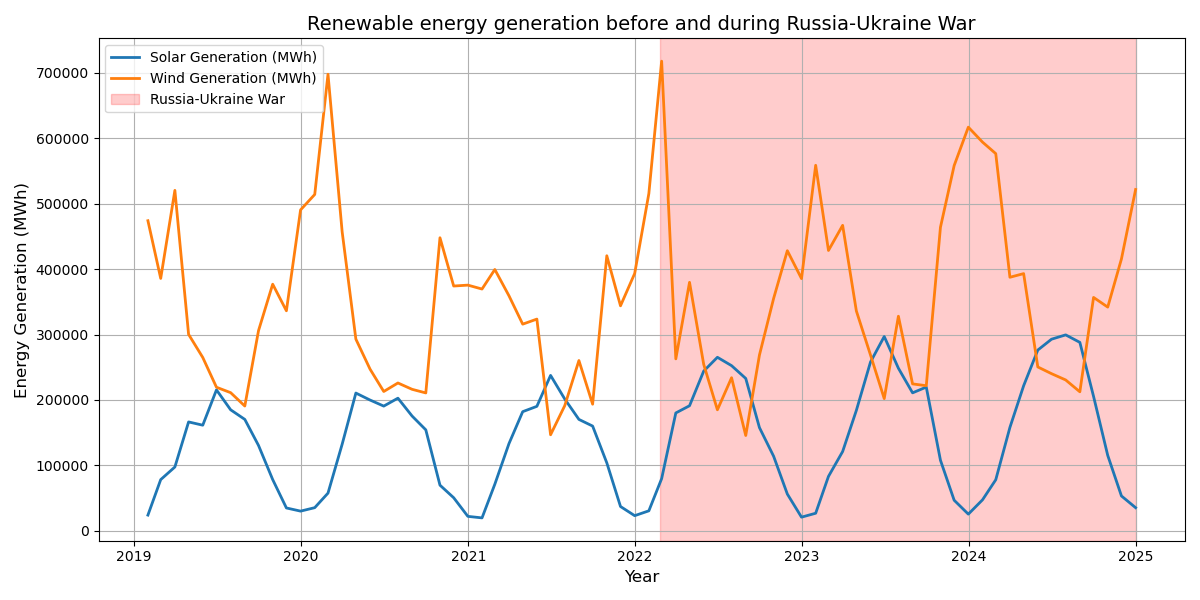 Renewable energy generation before and during Russia-Ukraine War
Solar Generation (MWh)
Wind Generation (MWh)
Russia-Ukraine War
Energy Generation (MWh)
700000
600000
500000
400000
300000
200000
100000
0
2019 2020 2021 2022 2023 2024 2025
Year